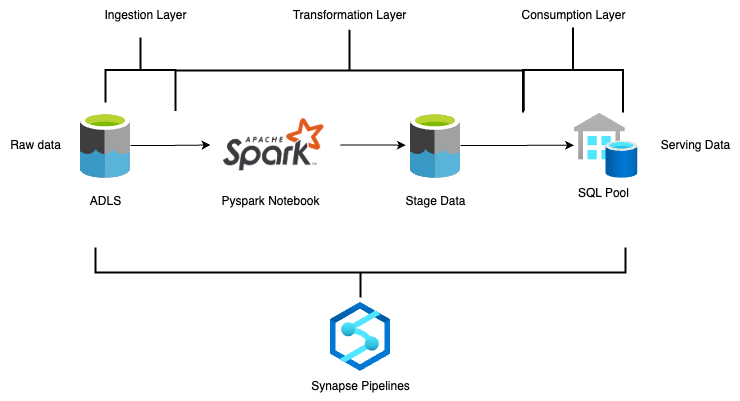 Ingestion Layer
Transformation Layer
Consumption Layer
Raw data
APACHE
Spark
Serving Data
ADLS
Pyspark Notebook
Stage Data
SQL Pool
Synapse Pipelines